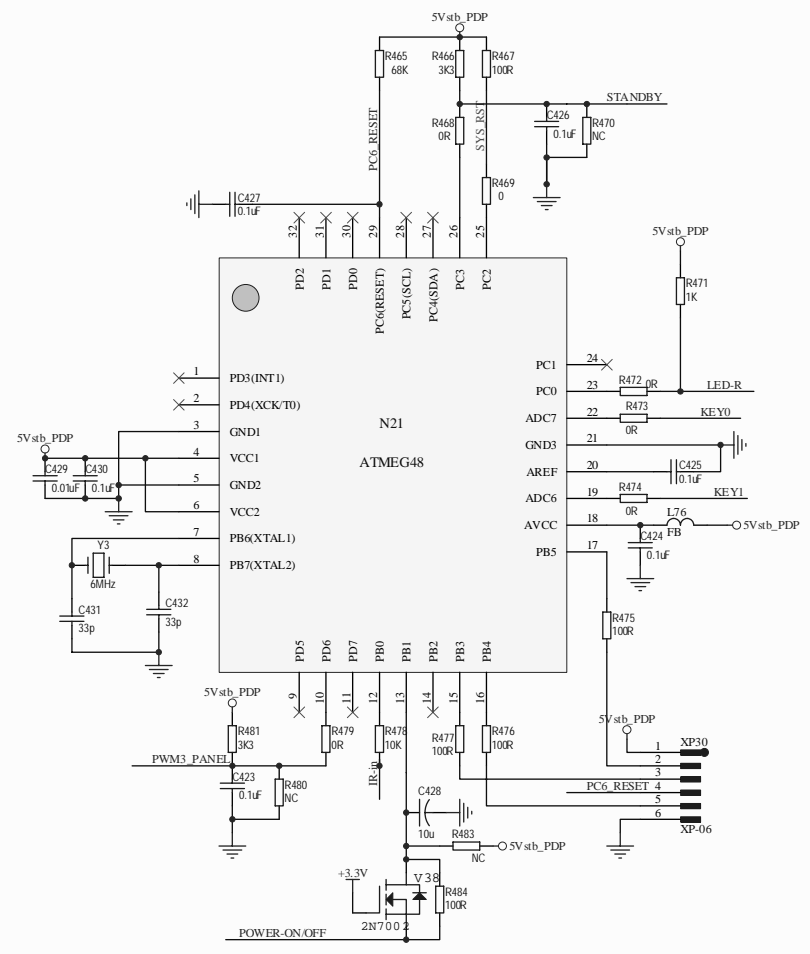 5Vstb_PDP
R465
68K
R466
3K3
R467
100R
PC6_RESET
SYS_RST
STANDBY
R468
0R
C426
0.1uF
R470
NC
R469
0
C427
0.1uF
32
31
30
29
28
27
26
25
PD2
PD1
PD0
PC6(RESET)
PC5(SCL)
PC4(SDA)
PC3
PC2
5Vstb_PDP
R471
1K
1 PD3(INT1)
2 PD4(XCK/T0)
3 GND1
4 VCC1
5 GND2
6 VCC2
7 PB6(XTAL1)
8 PB7(XTAL2)
N21
ATMEG48
PC1 24
PC0 23 R472 0R LED-R
ADC7 22 R473 0R KEY0
GND3 21
AREF 20 C425 0.1uF
ADC6 19 R474 0R KEY1
AVCC 18 L76 FB 5Vstb_PDP
C424
0.1uF
PB5 17
5Vstb_PDP
C429
0.01uF
C430
0.1uF
Y3
6MHz
C431
33p
C432
33p
R475
100R
PD5
PD6
PD7
PB0
PB1
PB2
PB3
PB4
9
10
11
12
13
14
15
16
5Vstb_PDP
R481
3K3
R479
0R
R478
10K
R477
100R
R476
100R
PWM3_PANEL
IR-in
C423
0.1uF
R480
NC
C428
10u
R483
NC
5Vstb_PDP
5Vstb_PDP
XP30
1
2
3
PC6_RESET 4
5
6
XP-06
+3.3V
V38
R484
100R
2N7002
POWER-ON/OFF